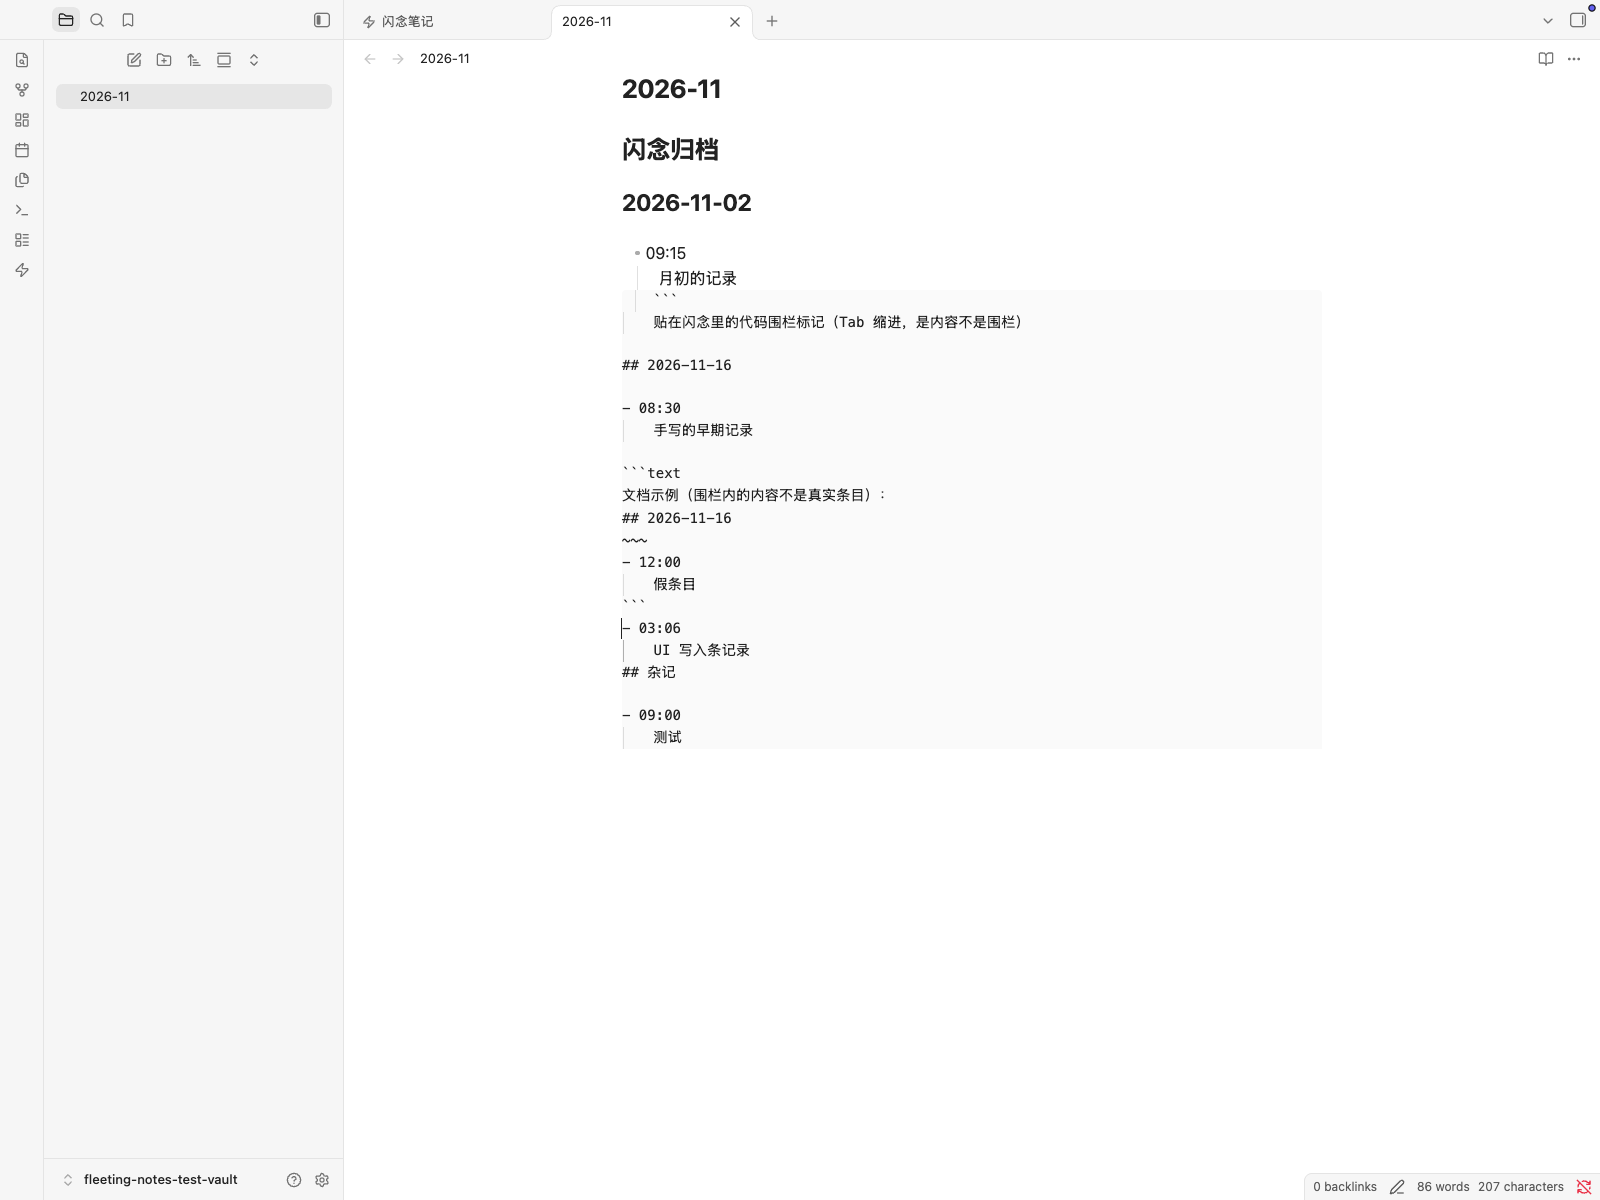 闪念笔记
2026-11
2026-11
2026-11
2026-11
闪念归档
2026-11-02
09:15
月初的记录
```
贴在闪念里的代码围栏标记（Tab 缩进，是内容不是围栏）
## 2026-11-16
- 08:30
手写的早期记录
```text
文档示例（围栏内的内容不是真实条目）：
## 2026-11-16
~~~
- 12:00
假条目
```
- 03:06
UI 写入条记录
## 杂记
- 09:00
测试
fleeting-notes-test-vault
0 backlinks
86 words
207 characters